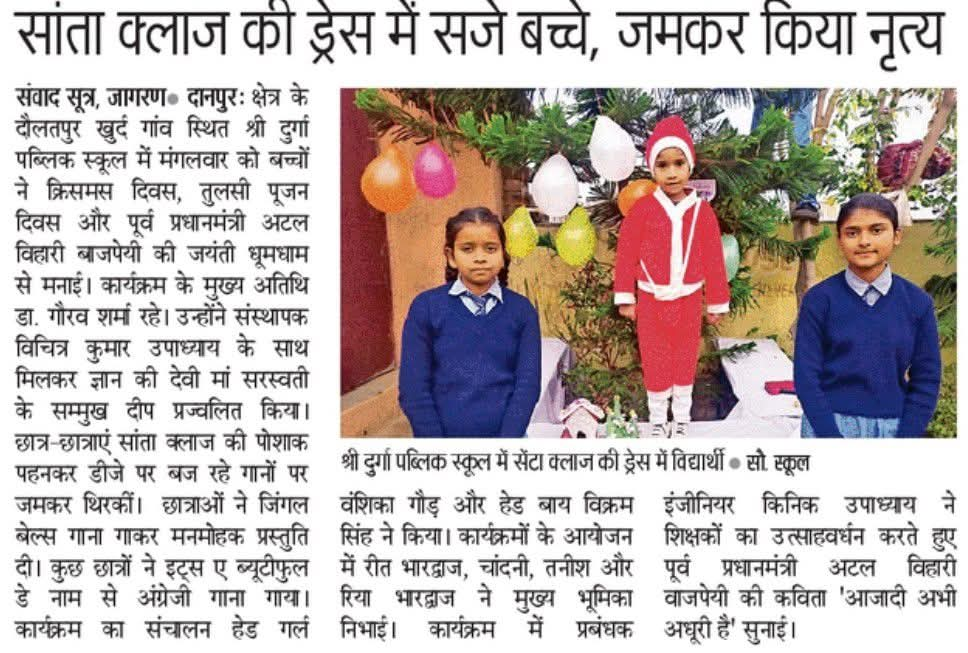 सांता क्लाज की ड्रेस में सजे बच्चे, जमकर किया नृत्य
संवाद सूत्र, जागरण● दानपुर: क्षेत्र के
दौलतपुर खुर्द गांव स्थित श्री दुर्गा
पब्लिक स्कूल में मंगलवार को बच्चों
ने क्रिसमस दिवस, तुलसी पूजन
दिवस और पूर्व प्रधानमंत्री अटल
विहारी बाजपेयी की जयंती धूमधाम
से मनाई। कार्यक्रम के मुख्य अतिथि
डा. गौरव शर्मा रहे। उन्होंने संस्थापक
विचित्र कुमार उपाध्याय के साथ
मिलकर ज्ञान की देवी मां सरस्वती
के सम्मुख दीप प्रज्वलित किया।
छात्र-छात्राएं सांता क्लाज की पोशाक
पहनकर डीजे पर बज रहे गानों पर
जमकर थिरकीं। छात्राओं ने जिंगल
बेल्स गाना गाकर मनमोहक प्रस्तुति
दी। कुछ छात्रों ने इट्स ए ब्यूटीफुल
डे नाम से अंग्रेजी गाना गाया।
कार्यक्रम का संचालन हेड गर्ल
श्री दुर्गा पब्लिक स्कूल में सेंटा क्लाज की ड्रेस में विद्यार्थी ● सौ. स्कूल
वंशिका गौड़ और हेड बाय विक्रम
सिंह ने किया। कार्यक्रमों के आयोजन
में रीत भारद्वाज, चांदनी, तनीश और
रिया भारद्वाज ने मुख्य भूमिका
निभाई। कार्यक्रम में प्रबंधक
इंजीनियर किनिक उपाध्याय ने
शिक्षकों का उत्साहवर्धन करते हुए
पूर्व प्रधानमंत्री अटल विहारी
वाजपेयी की कविता 'आजादी अभी
अधूरी है' सुनाई।